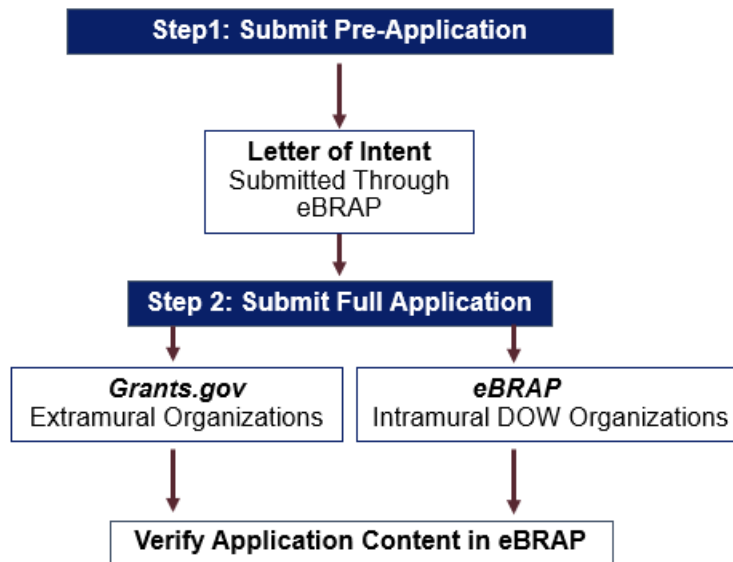 Step1: Submit Pre-Application
Letter of Intent
Submitted Through
eBRAP
Step 2: Submit Full Application
Grants.gov
Extramural Organizations
eBRAP
Intramural DOW Organizations
Verify Application Content in eBRAP